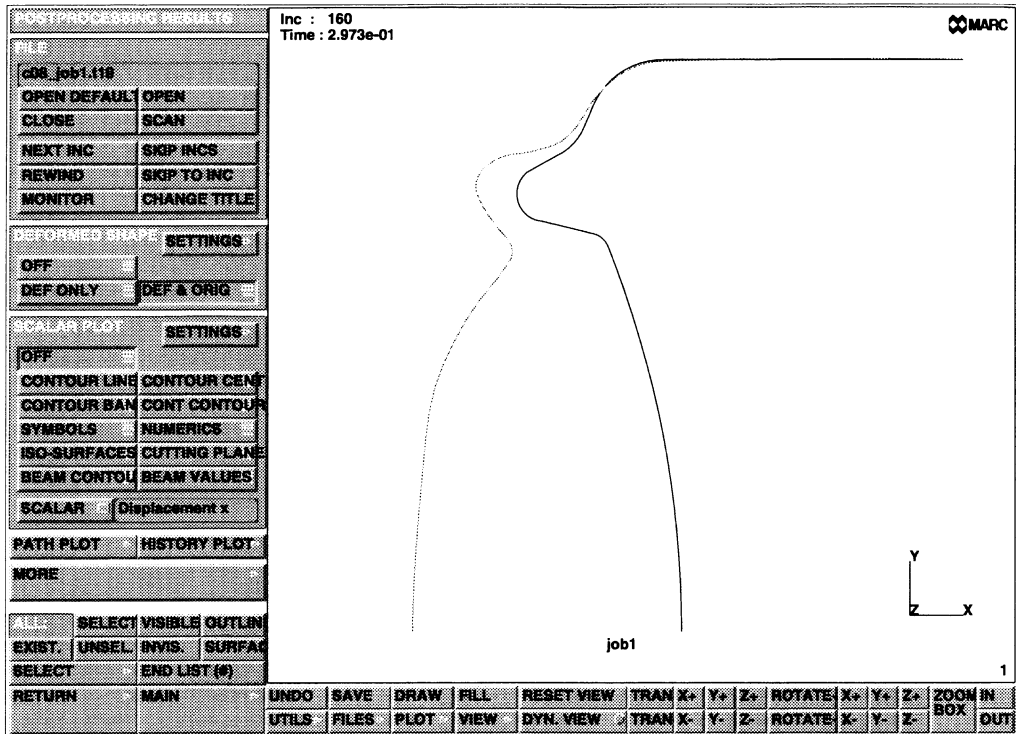 POSTPROCESSING RESULTS
FILE
c08_job1.t19
OPEN DEFAULT OPEN
CLOSE SCAN
NEXT INC SKIP INCS
REWIND SKIP TO INC
MONITOR CHANGE TITLE
DEFORMED SHAPE SETTINGS
OFF
DEF ONLY DEF & ORIG
SCALAR PLOT SETTINGS
OFF
CONTOUR LINE CONTOUR CENT
CONTOUR BAN CONT CONTOUR
SYMBOLS NUMERICS
ISO-SURFACES CUTTING PLANE
BEAM CONTOU BEAM VALUES
SCALAR Displacement x
PATH PLOT HISTORY PLOT
MORE
ALL: SELECT VISIBLE OUTLIN
EXIST. UNSEL. INVIS. SURFAC
SELECT END LIST (#)
RETURN MAIN
Inc : 160
Time : 2.973e-01
MARC
Y
Z X
job1
1
UNDO SAVE DRAW FILL RESET VIEW TRAN X+ Y+ Z+ ROTATE X+ Y+ Z+ ZOOM IN
UTILS FILES PLOT VIEW DYN. VIEW TRAN X- Y- Z- ROTATE X- Y- Z- BOX OUT